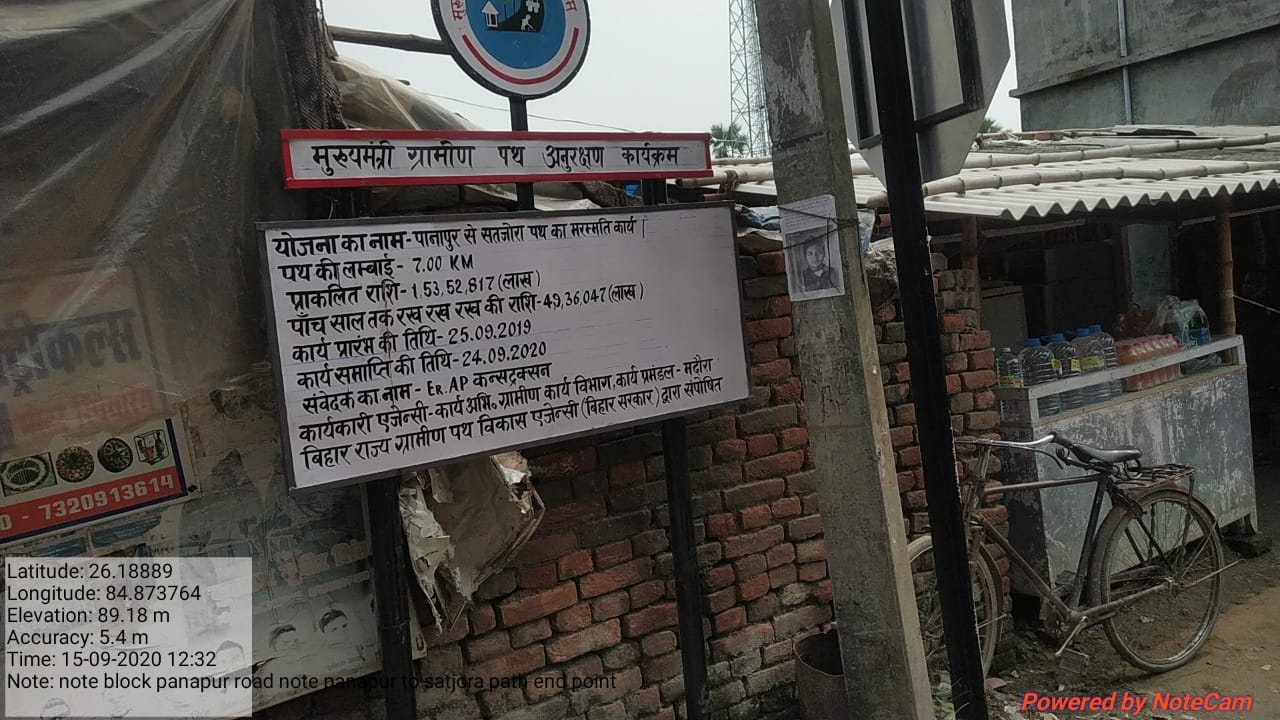 मुख्यमंत्री ग्रामीण पथ अनुरक्षण कार्यक्रम
योजना का नाम - पानापुर से सतजोरा पथ का मरम्मति कार्य |
पथ की लम्बाई - 7.00 KM
प्राकलित राशि - 1,53,52,817 (लाख)
पाँच साल तक रख रख रख की राशि - 49,36,047 (लाख)
कार्य प्रारंभ की तिथि - 25.09.2019
कार्य समाप्ति की तिथि - 24.09.2020
संवेदक का नाम - Er. AP कन्सट्रक्सन
कार्यकारी एजेन्सी - कार्य अभि॰ ग्रामीण कार्य विभाग, कार्य प्रमंडल - मढौरा
बिहार राज्य ग्रामीण पथ विकास एजेन्सी (बिहार सरकार) द्वारा संपोषित
7320913614
Latitude: 26.18889
Longitude: 84.873764
Elevation: 89.18 m
Accuracy: 5.4 m
Time: 15-09-2020 12:32
Note: note block panapur road note panapur to satjora path end point
Powered by NoteCam